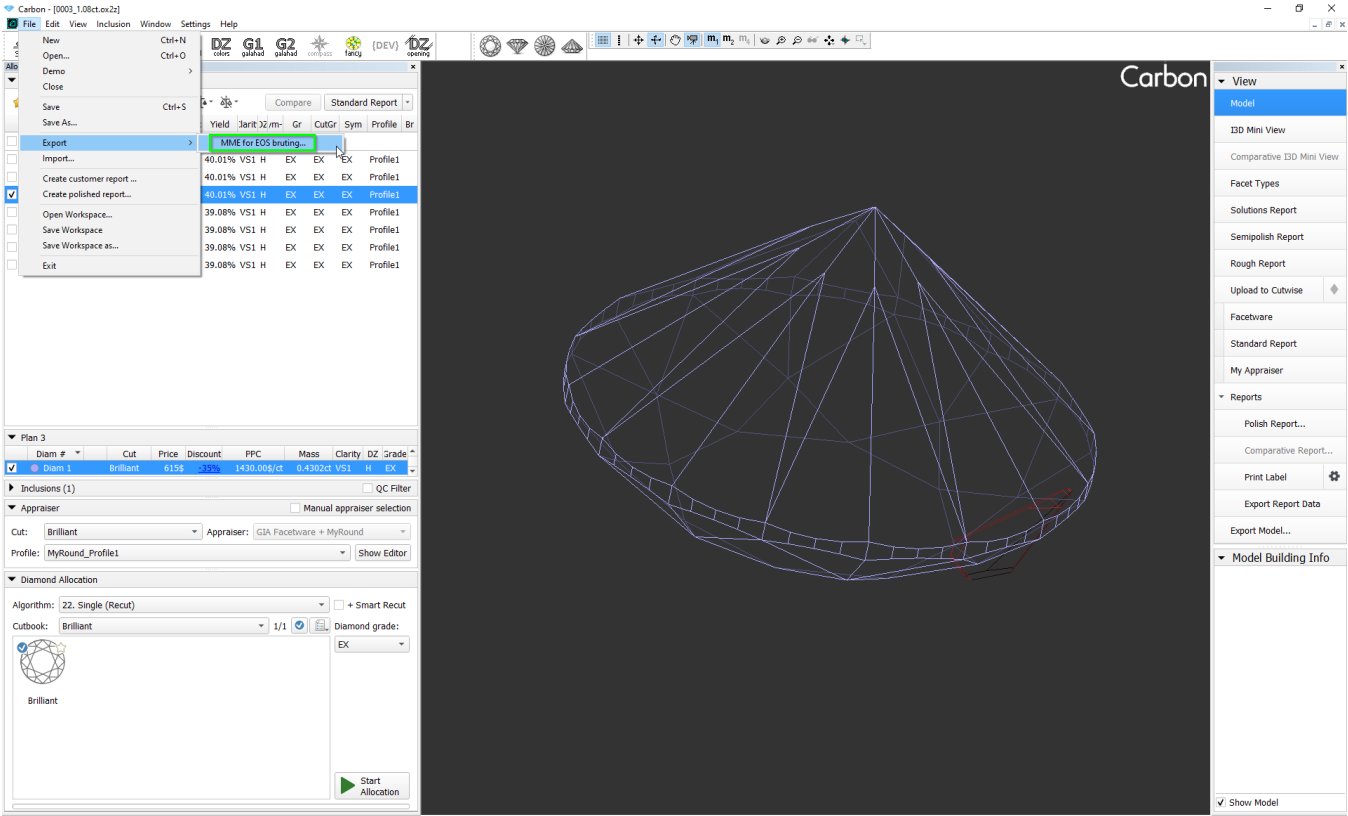 Carbon - [0003_1.08ct.ox2z]
File Edit View Inclusion Window Settings Help
New Ctrl+N
Open... Ctrl+O
Demo
Close
Save Ctrl+S
Save As...
Export
MME for EOS bruting...
Import...
Create customer report ...
Create polished report...
Open Workspace...
Save Workspace
Save Workspace as...
Exit
DZ colors
G1 galahad
G2 galahad
compass
fancy
(DEV)
DZ opening
m1 m2
Compare Standard Report
Yield Gr CutGr Sym Profile Br
40.01% VS1 H EX EX EX Profile1
40.01% VS1 H EX EX EX Profile1
40.01% VS1 H EX EX EX Profile1
39.08% VS1 H EX EX EX Profile1
39.08% VS1 H EX EX EX Profile1
39.08% VS1 H EX EX EX Profile1
39.08% VS1 H EX EX EX Profile1
Plan 3
Diam # Cut Price Discount PPC Mass Clarity DZ
Diam 1 Brilliant 615$ -35% 1430.00$/ct 0.4302ct VS1 H EX
Inclusions (1) QC Filter
Appraiser Manual appraiser selection
Cut: Brilliant Appraiser: GIA Facetware + MyRound
Profile: MyRound_Profile1 Show Editor
Diamond Allocation
Algorithm: 22. Single (Recut) + Smart Recut
Cutbook: Brilliant 1/1 Diamond grade:
EX
Brilliant
Start
Allocation
Carbon
View
Model
I3D Mini View
Comparative I3D Mini View
Facet Types
Solutions Report
Semipolish Report
Rough Report
Upload to Cutwise
Facetware
Standard Report
My Appraiser
Reports
Polish Report...
Comparative Report...
Print Label
Export Report Data
Export Model...
Model Building Info
Show Model